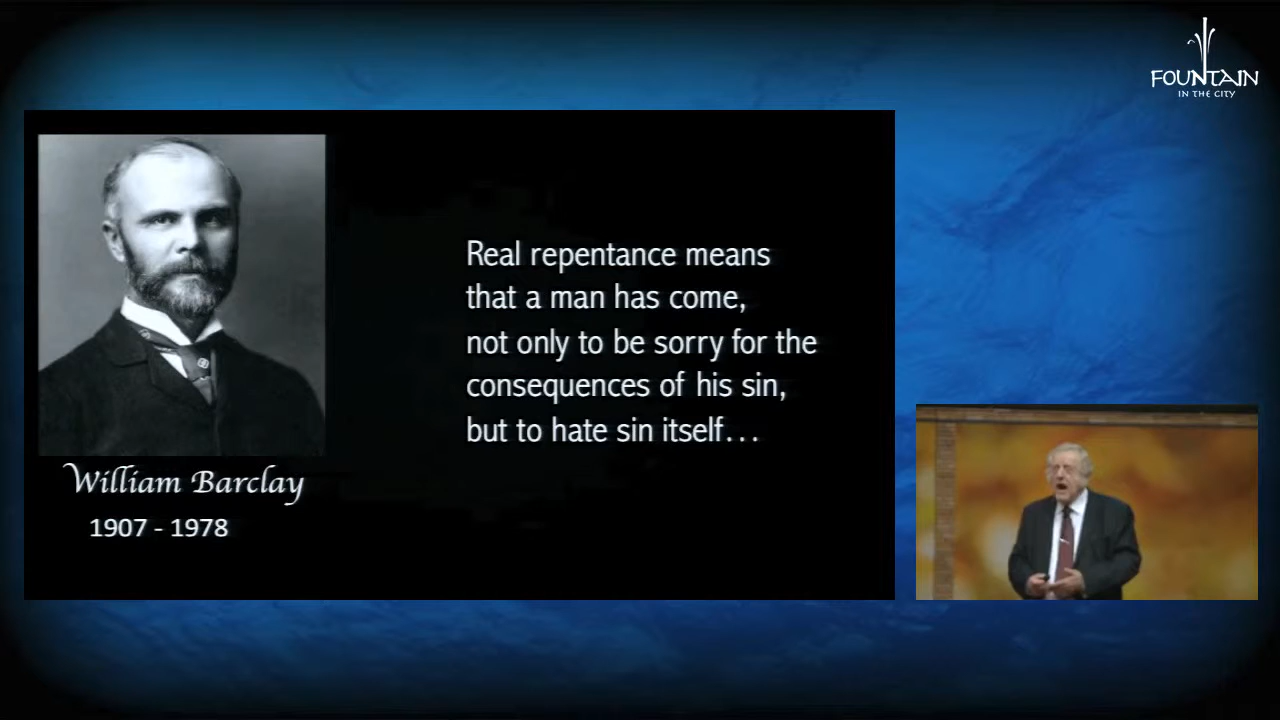 FOUNTAIN
IN THE CITY
Real repentance means
that a man has come,
not only to be sorry for the
consequences of his sin,
but to hate sin itself...
William Barclay
1907 - 1978